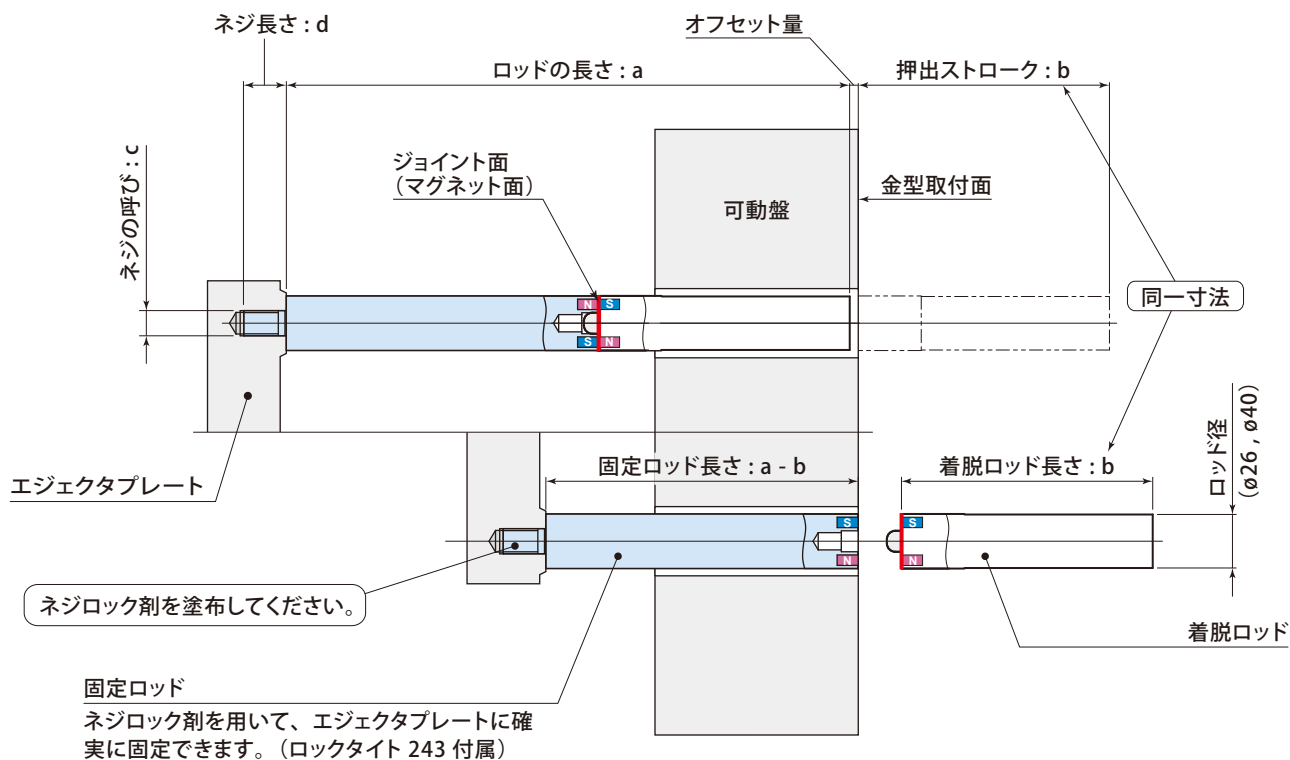 ネジ長さ : d
オフセット量
ロッドの長さ : a
押出ストローク : b
ネジの呼び : c
ジョイント面
（マグネット面）
可動盤
金型取付面
N S
S N
同一寸法
エジェクタプレート
固定ロッド長さ : a - b
着脱ロッド長さ : b
ロッド径
（ø26 , ø40）
S S
N N
ネジロック剤を塗布してください。
着脱ロッド
固定ロッド
ネジロック剤を用いて、エジェクタプレートに確
実に固定できます。（ロックタイト 243 付属）